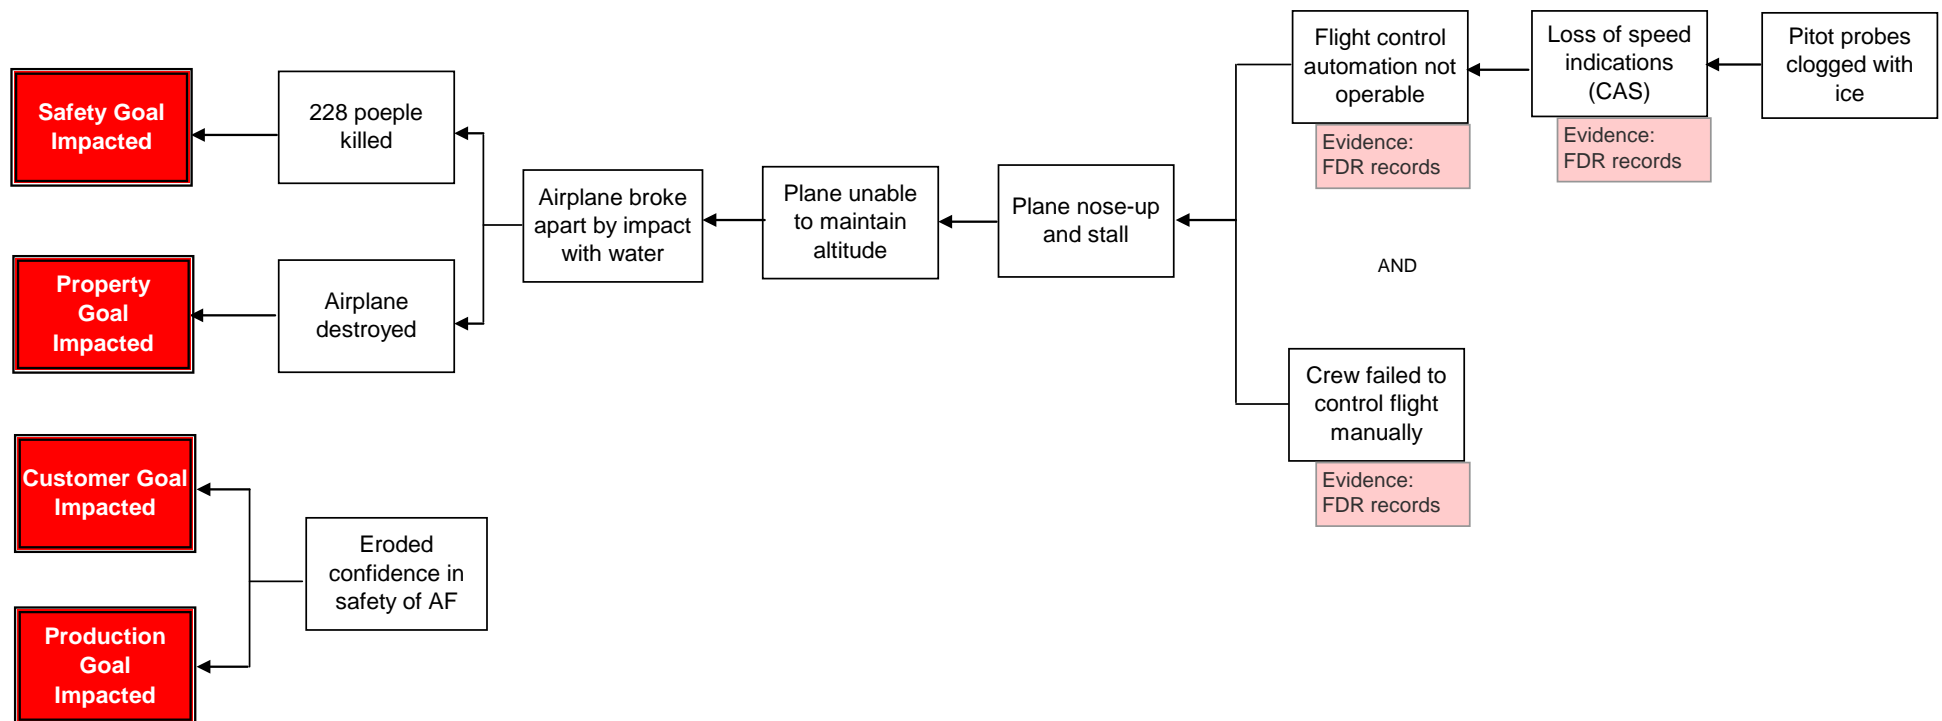 Safety Goal
Impacted
228 poeple
killed
Property
Goal
Impacted
Airplane
destroyed
Airplane broke
apart by impact
with water
Plane unable
to maintain
altitude
Plane nose-up
and stall
Flight control
automation not
operable
Evidence:
FDR records
Loss of speed
indications
(CAS)
Evidence:
FDR records
Pitot probes
clogged with
ice
AND
Crew failed to
control flight
manually
Evidence:
FDR records
Customer Goal
Impacted
Eroded
confidence in
safety of AF
Production
Goal
Impacted